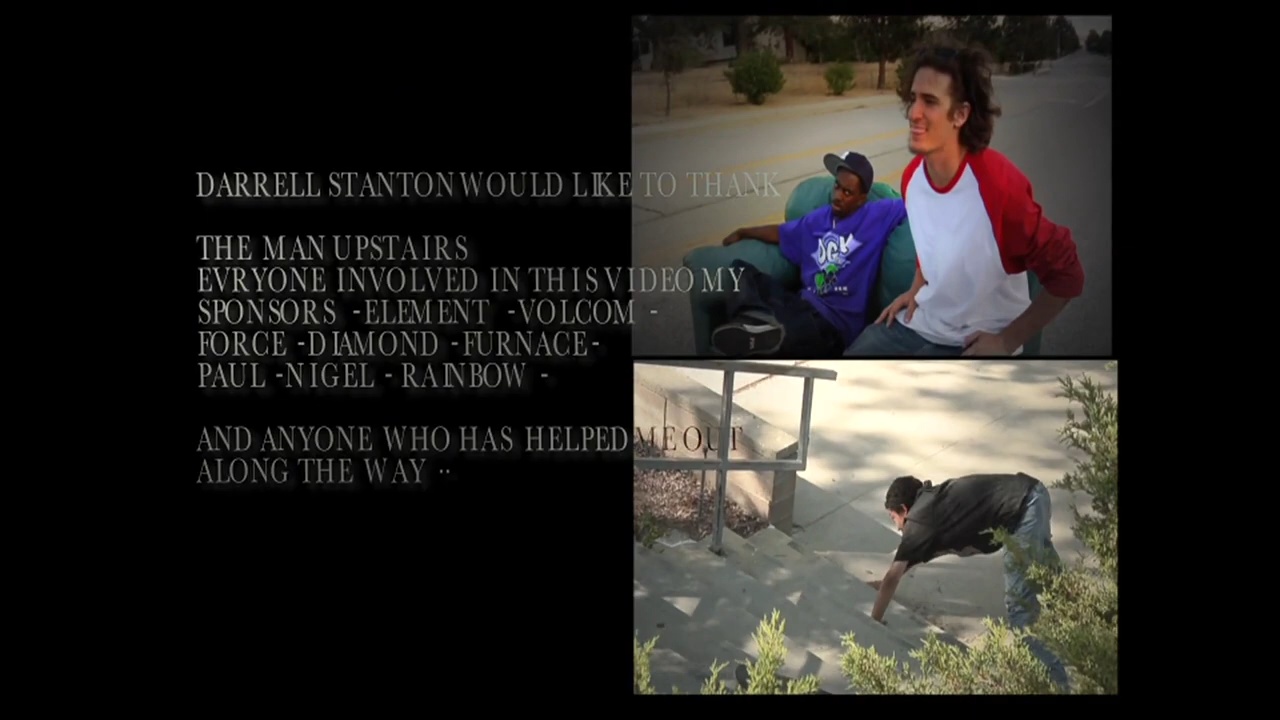 DARRELL STANTON WOULD LIKE TO THANK
THE MAN UPSTAIRS
EVRYONE INVOLVED IN THIS VIDEO MY
SPONSORS -ELEMENT -VOLCOM -
FORCE -DIAMOND -FURNACE-
PAUL -NIGEL - RAINBOW -
AND ANYONE WHO HAS HELPED ME OUT
ALONG THE WAY ..
DGK